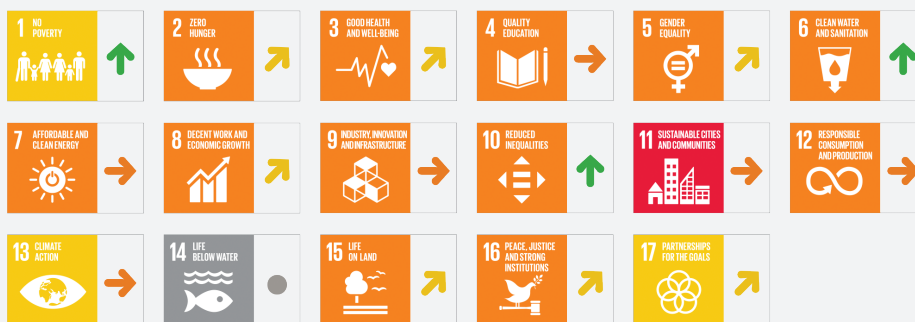 1 NO
POVERTY
2 ZERO
HUNGER
3 GOOD HEALTH
AND WELL-BEING
4 QUALITY
EDUCATION
5 GENDER
EQUALITY
6 CLEAN WATER
AND SANITATION
7 AFFORDABLE AND
CLEAN ENERGY
8 DECENT WORK AND
ECONOMIC GROWTH
9 INDUSTRY, INNOVATION
AND INFRASTRUCTURE
10 REDUCED
INEQUALITIES
11 SUSTAINABLE CITIES
AND COMMUNITIES
12 RESPONSIBLE
CONSUMPTION
AND PRODUCTION
13 CLIMATE
ACTION
14 LIFE
BELOW WATER
15 LIFE
ON LAND
16 PEACE, JUSTICE
AND STRONG
INSTITUTIONS
17 PARTNERSHIPS
FOR THE GOALS